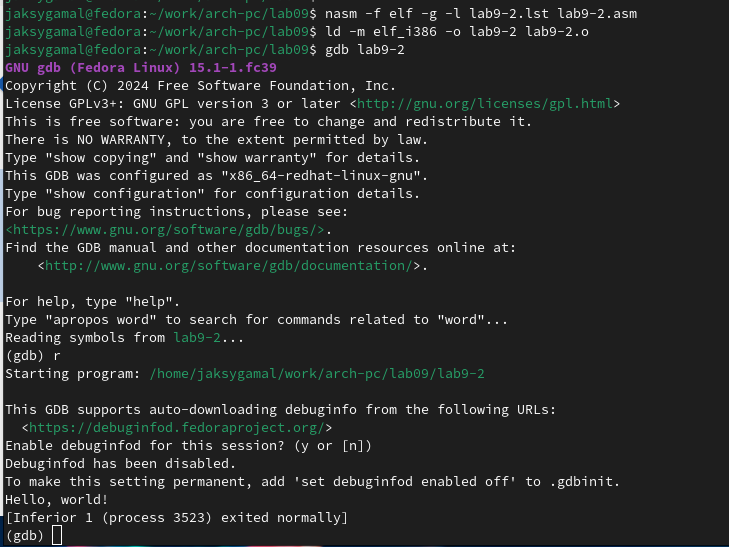 jaksygamal@fedora:~/work/arch-pc/lab09$ nasm -f elf -g -l lab9-2.lst lab9-2.asm
jaksygamal@fedora:~/work/arch-pc/lab09$ ld -m elf_i386 -o lab9-2 lab9-2.o
jaksygamal@fedora:~/work/arch-pc/lab09$ gdb lab9-2
GNU gdb (Fedora Linux) 15.1-1.fc39
Copyright (C) 2024 Free Software Foundation, Inc.
License GPLv3+: GNU GPL version 3 or later <http://gnu.org/licenses/gpl.html>
This is free software: you are free to change and redistribute it.
There is NO WARRANTY, to the extent permitted by law.
Type "show copying" and "show warranty" for details.
This GDB was configured as "x86_64-redhat-linux-gnu".
Type "show configuration" for configuration details.
For bug reporting instructions, please see:
<https://www.gnu.org/software/gdb/bugs/>.
Find the GDB manual and other documentation resources online at:
    <http://www.gnu.org/software/gdb/documentation/>.

For help, type "help".
Type "apropos word" to search for commands related to "word"...
Reading symbols from lab9-2...
(gdb) r
Starting program: /home/jaksygamal/work/arch-pc/lab09/lab9-2

This GDB supports auto-downloading debuginfo from the following URLs:
  <https://debuginfod.fedoraproject.org/>
Enable debuginfod for this session? (y or [n])
Debuginfod has been disabled.
To make this setting permanent, add 'set debuginfod enabled off' to .gdbinit.
Hello, world!
[Inferior 1 (process 3523) exited normally]
(gdb)